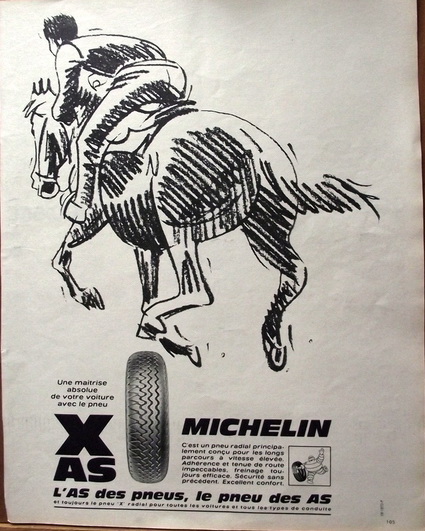 Une maitrise
absolue
de votre voiture
avec le pneu
X
AS
MICHELIN
C'est un pneu radial principa-
lement conçu pour les longs
parcours à vitesse élevée.
Adhérence et tenue de route
impeccables, freinage tou-
jours efficace. Sécurité sans
précédent. Excellent confort.
L'AS des pneus, le pneu des AS
et toujours le pneu "X" radial pour toutes les voitures et tous les types de conduite